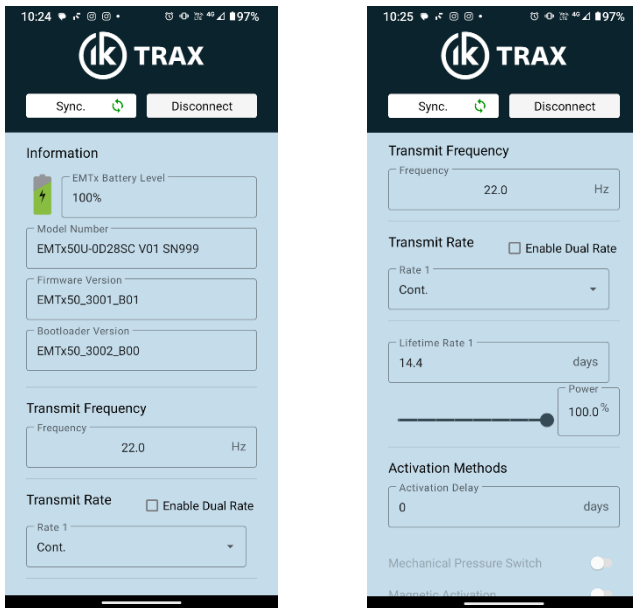 10:24 4G 97%
ik TRAX
Sync. Disconnect
Information
EMTx Battery Level
100%
Model Number
EMTx50U-0D28SC V01 SN999
Firmware Version
EMTx50_3001_B01
Bootloader Version
EMTx50_3002_B00
Transmit Frequency
Frequency
22.0 Hz
Transmit Rate Enable Dual Rate
Rate 1
Cont.
10:25 4G 97%
ik TRAX
Sync. Disconnect
Transmit Frequency
Frequency
22.0 Hz
Transmit Rate Enable Dual Rate
Rate 1
Cont.
Lifetime Rate 1
14.4 days
Power
100.0 %
Activation Methods
Activation Delay
0 days
Mechanical Pressure Switch
Magnetic Activation